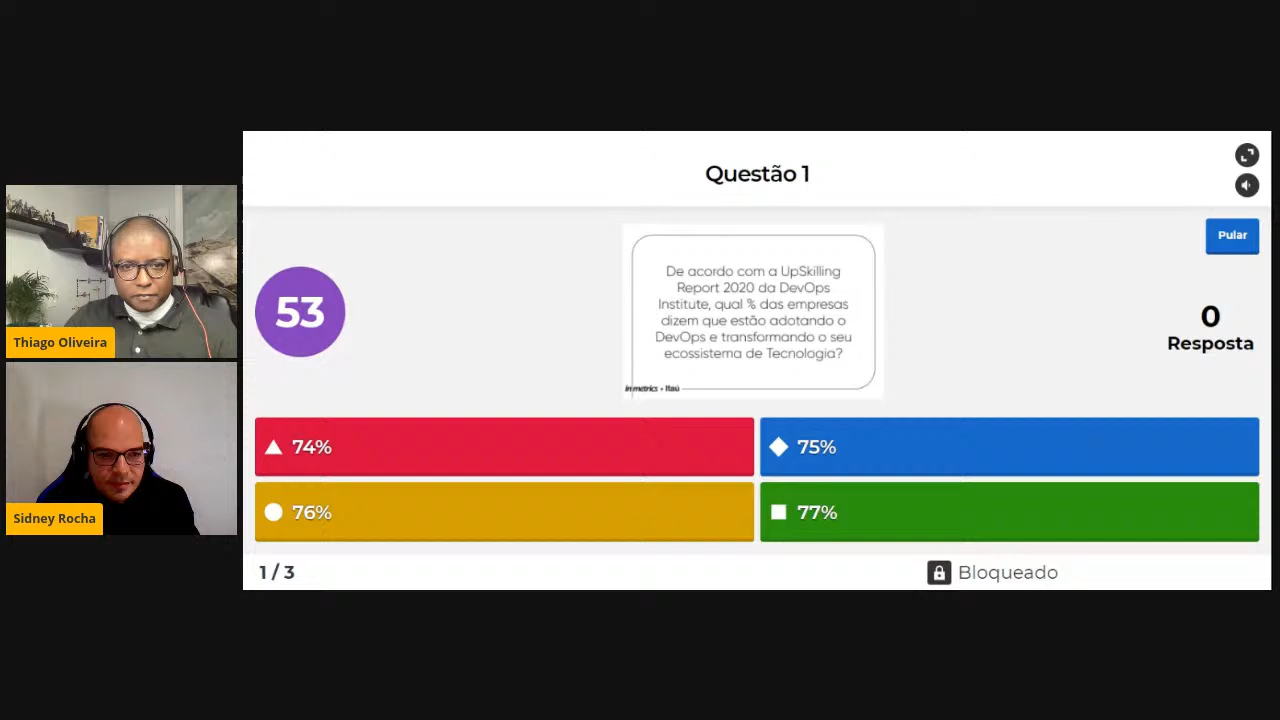 Questão 1
Pular
53
De acordo com a UpSkilling
Report 2020 da DevOps
Institute, qual % das empresas
dizem que estão adotando o
DevOps e transformando o seu
ecossistema de Tecnologia?
inmetrics • Itaú
0
Resposta
Thiago Oliveira
Sidney Rocha
74%
75%
76%
77%
1 / 3
Bloqueado